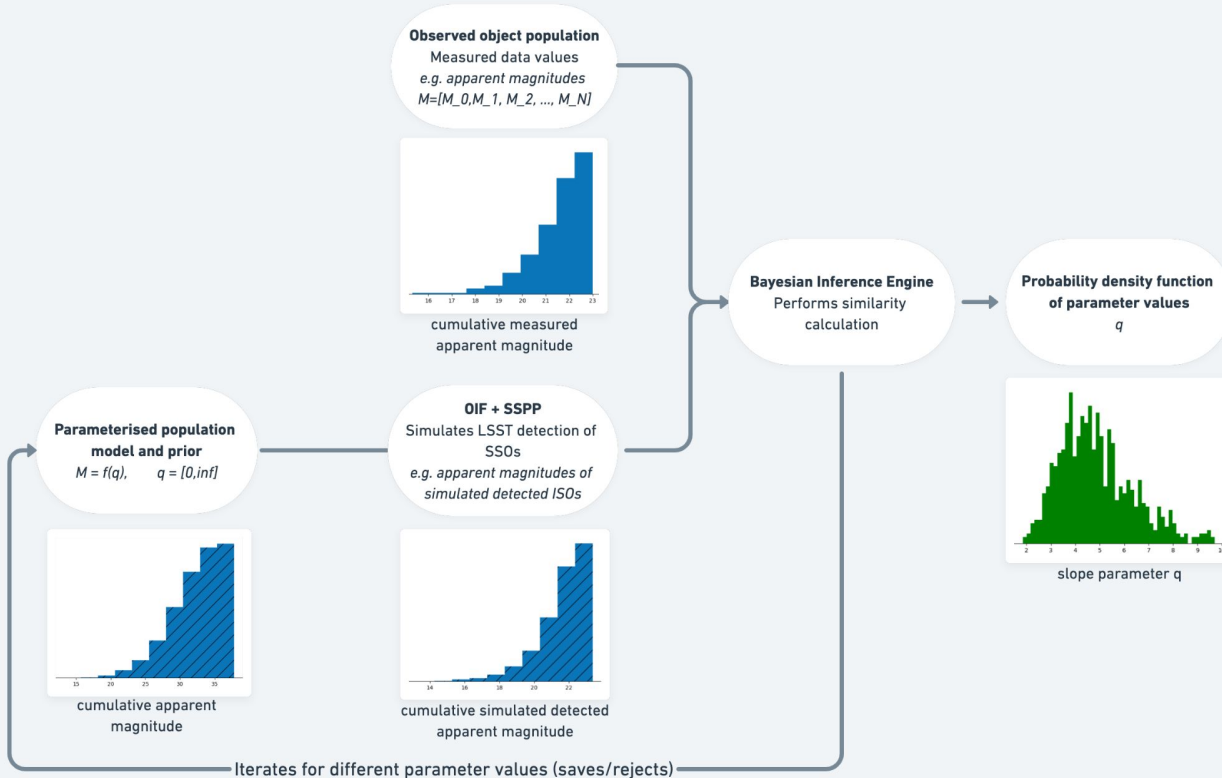 Observed object population
Measured data values
e.g. apparent magnitudes
M=[M_0,M_1, M_2, ..., M_N]
16 17 18 19 20 21 22 23
cumulative measured
apparent magnitude
Parameterised population
model and prior
M = f(q), q = [0,inf]
15 20 25 30 35
cumulative apparent
magnitude
OIF + SSPP
Simulates LSST detection of
SSOs
e.g. apparent magnitudes of
simulated detected ISOs
14 16 18 20 22
cumulative simulated detected
apparent magnitude
Bayesian Inference Engine
Performs similarity
calculation
Probability density function
of parameter values
q
2 3 4 5 6 7 8 9
slope parameter q
Iterates for different parameter values (saves/rejects)